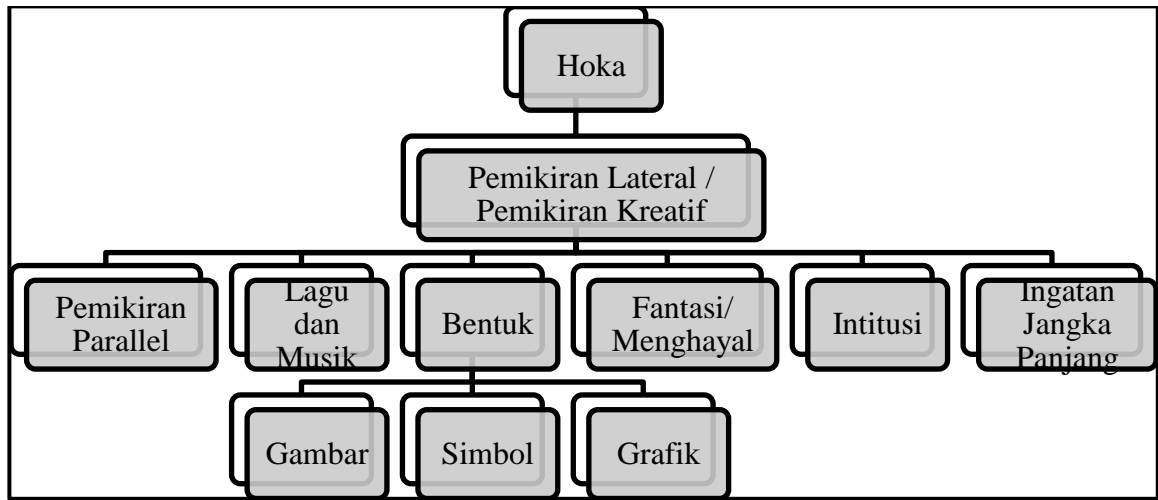 Hoka
Pemikiran Lateral /
Pemikiran Kreatif
Pemikiran
Parallel
Lagu
dan
Musik
Bentuk
Fantasi/
Menghayal
Intitusi
Ingatan
Jangka
Panjang
Gambar
Simbol
Grafik